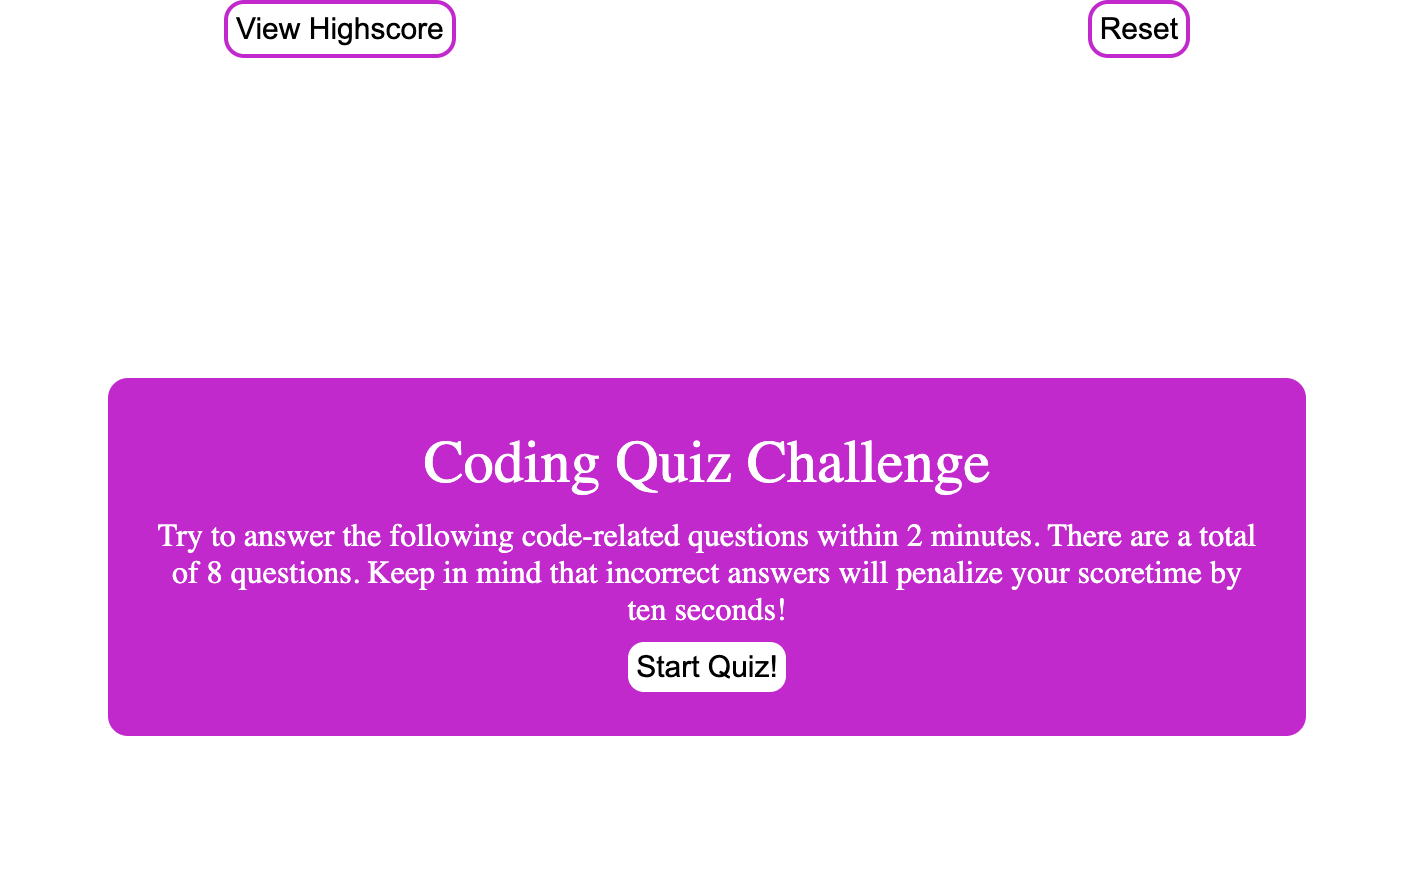 View Highscore
Reset
Coding Quiz Challenge
Try to answer the following code-related questions within 2 minutes. There are a total
of 8 questions. Keep in mind that incorrect answers will penalize your scoretime by
ten seconds!
Start Quiz!